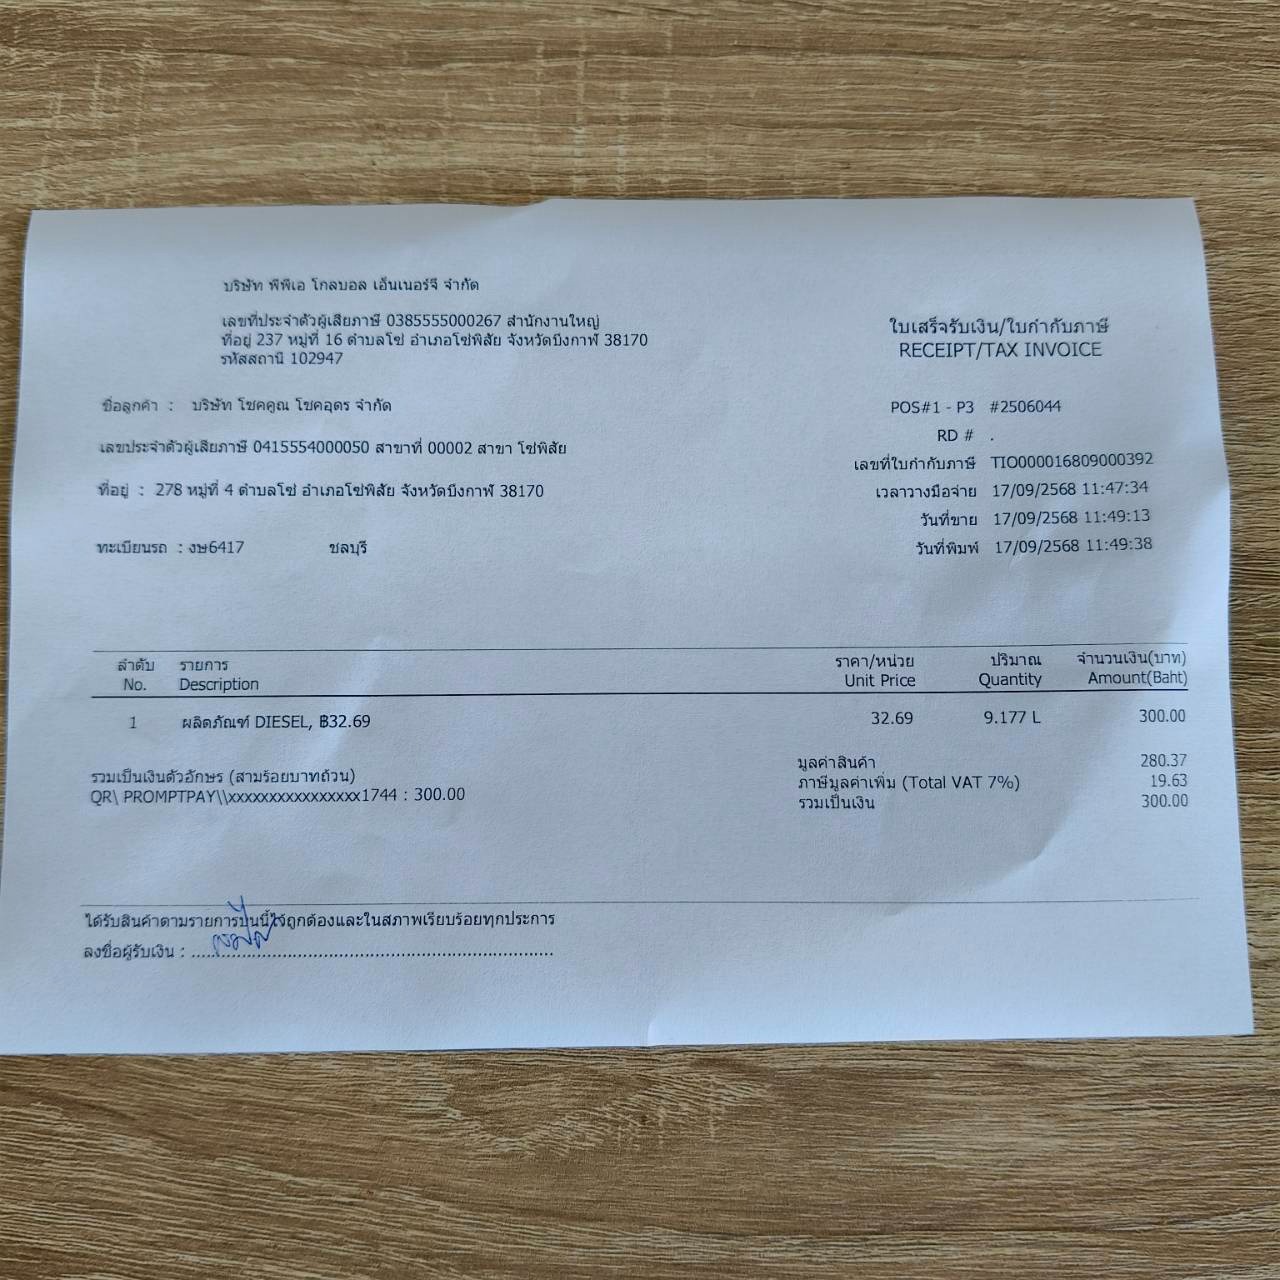 บริษัท พีพีเอ โกลบอล เอ็นเนอร์จี จำกัด
เลขที่ประจำตัวผู้เสียภาษี 0385555000267 สำนักงานใหญ่
ที่อยู่ 237 หมู่ที่ 16 ตำบลโซ่ อำเภอโซ่พิสัย จังหวัดบึงกาฬ 38170
รหัสสถานี 102947
ใบเสร็จรับเงิน/ใบกำกับภาษี
RECEIPT/TAX INVOICE
ชื่อลูกค้า : บริษัท โชคคูณ โชคอุดร จำกัด
เลขประจำตัวผู้เสียภาษี 0415554000050 สาขาที่ 00002 สาขา โซ่พิสัย
ที่อยู่ : 278 หมู่ที่ 4 ตำบลโซ่ อำเภอโซ่พิสัย จังหวัดบึงกาฬ 38170
ทะเบียนรถ : งษ6417 ชลบุรี
POS#1 - P3 #2506044
RD # .
เลขที่ใบกำกับภาษี TIO000016809000392
เวลาวางมือจ่าย 17/09/2568 11:47:34
วันที่ขาย 17/09/2568 11:49:13
วันที่พิมพ์ 17/09/2568 11:49:38
ลำดับ รายการ ราคา/หน่วย ปริมาณ จำนวนเงิน(บาท)
No. Description Unit Price Quantity Amount(Baht)
1 ผลิตภัณฑ์ DIESEL, ฿32.69 32.69 9.177 L 300.00
รวมเป็นเงินตัวอักษร (สามร้อยบาทถ้วน)
QR\ PROMPTPAY\\xxxxxxxxxxxxxxxx1744 : 300.00
มูลค่าสินค้า 280.37
ภาษีมูลค่าเพิ่ม (Total VAT 7%) 19.63
รวมเป็นเงิน 300.00
ได้รับสินค้าตามรายการบนนี้ไว้ถูกต้องและในสภาพเรียบร้อยทุกประการ
ลงชื่อผู้รับเงิน : ......................................................................